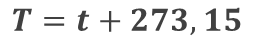 T = t + 273, 15